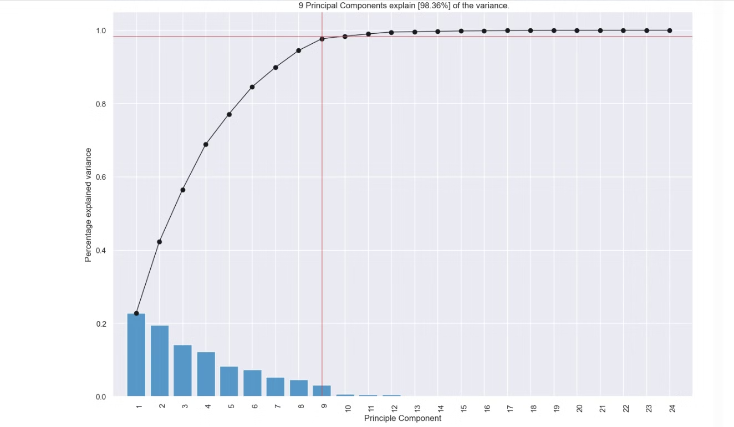 9 Principal Components explain [98.36%] of the variance.
1.0
0.8
0.6
0.4
0.2
0.0
Percentage explained variance
1 2 3 4 5 6 7 8 9 10 11 12 13 14 15 16 17 18 19 20 21 22 23 24
Principle Component